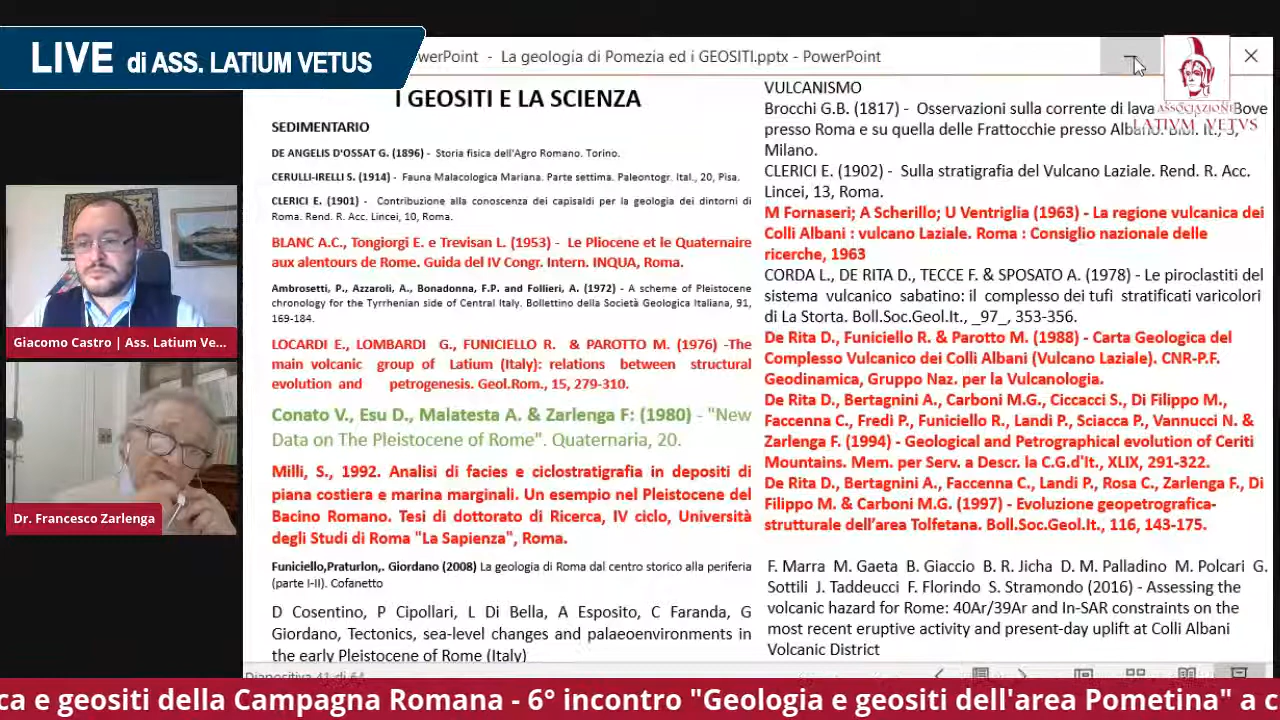 LIVE di ASS. LATIUM VETUS
werPoint - La geologia di Pomezia ed i GEOSITI.pptx - PowerPoint
I GEOSITI E LA SCIENZA
SEDIMENTARIO
DE ANGELIS D'OSSAT G. (1896) - Storia fisica dell'Agro Romano. Torino.
CERULLI-IRELLI S. (1914) - Fauna Malacologica Mariana. Parte settima. Paleontogr. Ital., 20, Pisa.
CLERICI E. (1901) - Contribuzione alla conoscenza dei capisaldi per la geologia dei dintorni di
Roma. Rend. R. Acc. Lincei, 10, Roma.
BLANC A.C., Tongiorgi E. e Trevisan L. (1953) - Le Pliocene et le Quaternaire
aux alentours de Rome. Guida del IV Congr. Intern. INQUA, Roma.
Ambrosetti, P., Azzaroli, A., Bonadonna, F.P. and Follieri, A. (1972) - A scheme of Pleistocene
chronology for the Tyrrhenian side of Central Italy. Bollettino della Società Geologica Italiana, 91,
169-184.
LOCARDI E., LOMBARDI G., FUNICIELLO R. & PAROTTO M. (1976) -The
main volcanic group of Latium (Italy): relations between structural
evolution and petrogenesis. Geol.Rom., 15, 279-310.
Conato V., Esu D., Malatesta A. & Zarlenga F: (1980) - "New
Data on The Pleistocene of Rome". Quaternaria, 20.
Milli, S., 1992. Analisi di facies e ciclostratigrafia in depositi di
piana costiera e marina marginali. Un esempio nel Pleistocene del
Bacino Romano. Tesi di dottorato di Ricerca, IV ciclo, Università
degli Studi di Roma "La Sapienza", Roma.
Funiciello,Praturlon,. Giordano (2008) La geologia di Roma dal centro storico alla periferia
(parte I-II). Cofanetto
D Cosentino, P Cipollari, L Di Bella, A Esposito, C Faranda, G
Giordano, Tectonics, sea-level changes and palaeoenvironments in
the early Pleistocene of Rome (Italy)
VULCANISMO
Brocchi G.B. (1817) - Osservazioni sulla corrente di lava Bove
presso Roma e su quella delle Frattocchie presso
Milano.
CLERICI E. (1902) - Sulla stratigrafia del Vulcano Laziale. Rend. R. Acc.
Lincei, 13, Roma.
M Fornaseri; A Scherillo; U Ventriglia (1963) - La regione vulcanica dei
Colli Albani : vulcano Laziale. Roma : Consiglio nazionale delle
ricerche, 1963
CORDA L., DE RITA D., TECCE F. & SPOSATO A. (1978) - Le piroclastiti del
sistema vulcanico sabatino: il complesso dei tufi stratificati varicolori
di La Storta. Boll.Soc.Geol.It., _97_, 353-356.
De Rita D., Funiciello R. & Parotto M. (1988) - Carta Geologica del
Complesso Vulcanico dei Colli Albani (Vulcano Laziale). CNR-P.F.
Geodinamica, Gruppo Naz. per la Vulcanologia.
De Rita D., Bertagnini A., Carboni M.G., Ciccacci S., Di Filippo M.,
Faccenna C., Fredi P., Funiciello R., Landi P., Sciacca P., Vannucci N. &
Zarlenga F. (1994) - Geological and Petrographical evolution of Ceriti
Mountains. Mem. per Serv. a Descr. la C.G.d'It., XLIX, 291-322.
De Rita D., Bertagnini A., Faccenna C., Landi P., Rosa C., Zarlenga F., Di
Filippo M. & Carboni M.G. (1997) - Evoluzione geopetrografica-
strutturale dell’area Tolfetana. Boll.Soc.Geol.It., 116, 143-175.
F. Marra M. Gaeta B. Giaccio B. R. Jicha D. M. Palladino M. Polcari G.
Sottili J. Taddeucci F. Florindo S. Stramondo (2016) - Assessing the
volcanic hazard for Rome: 40Ar/39Ar and In-SAR constraints on the
most recent eruptive activity and present-day uplift at Colli Albani
Volcanic District
ASSOCIAZIONE
LATIVM VETVS
Giacomo Castro | Ass. Latium Ve...
Dr. Francesco Zarlenga
Diapositiva 41 di 64
ca e geositi della Campagna Romana - 6° incontro "Geologia e geositi dell'area Pometina" a c